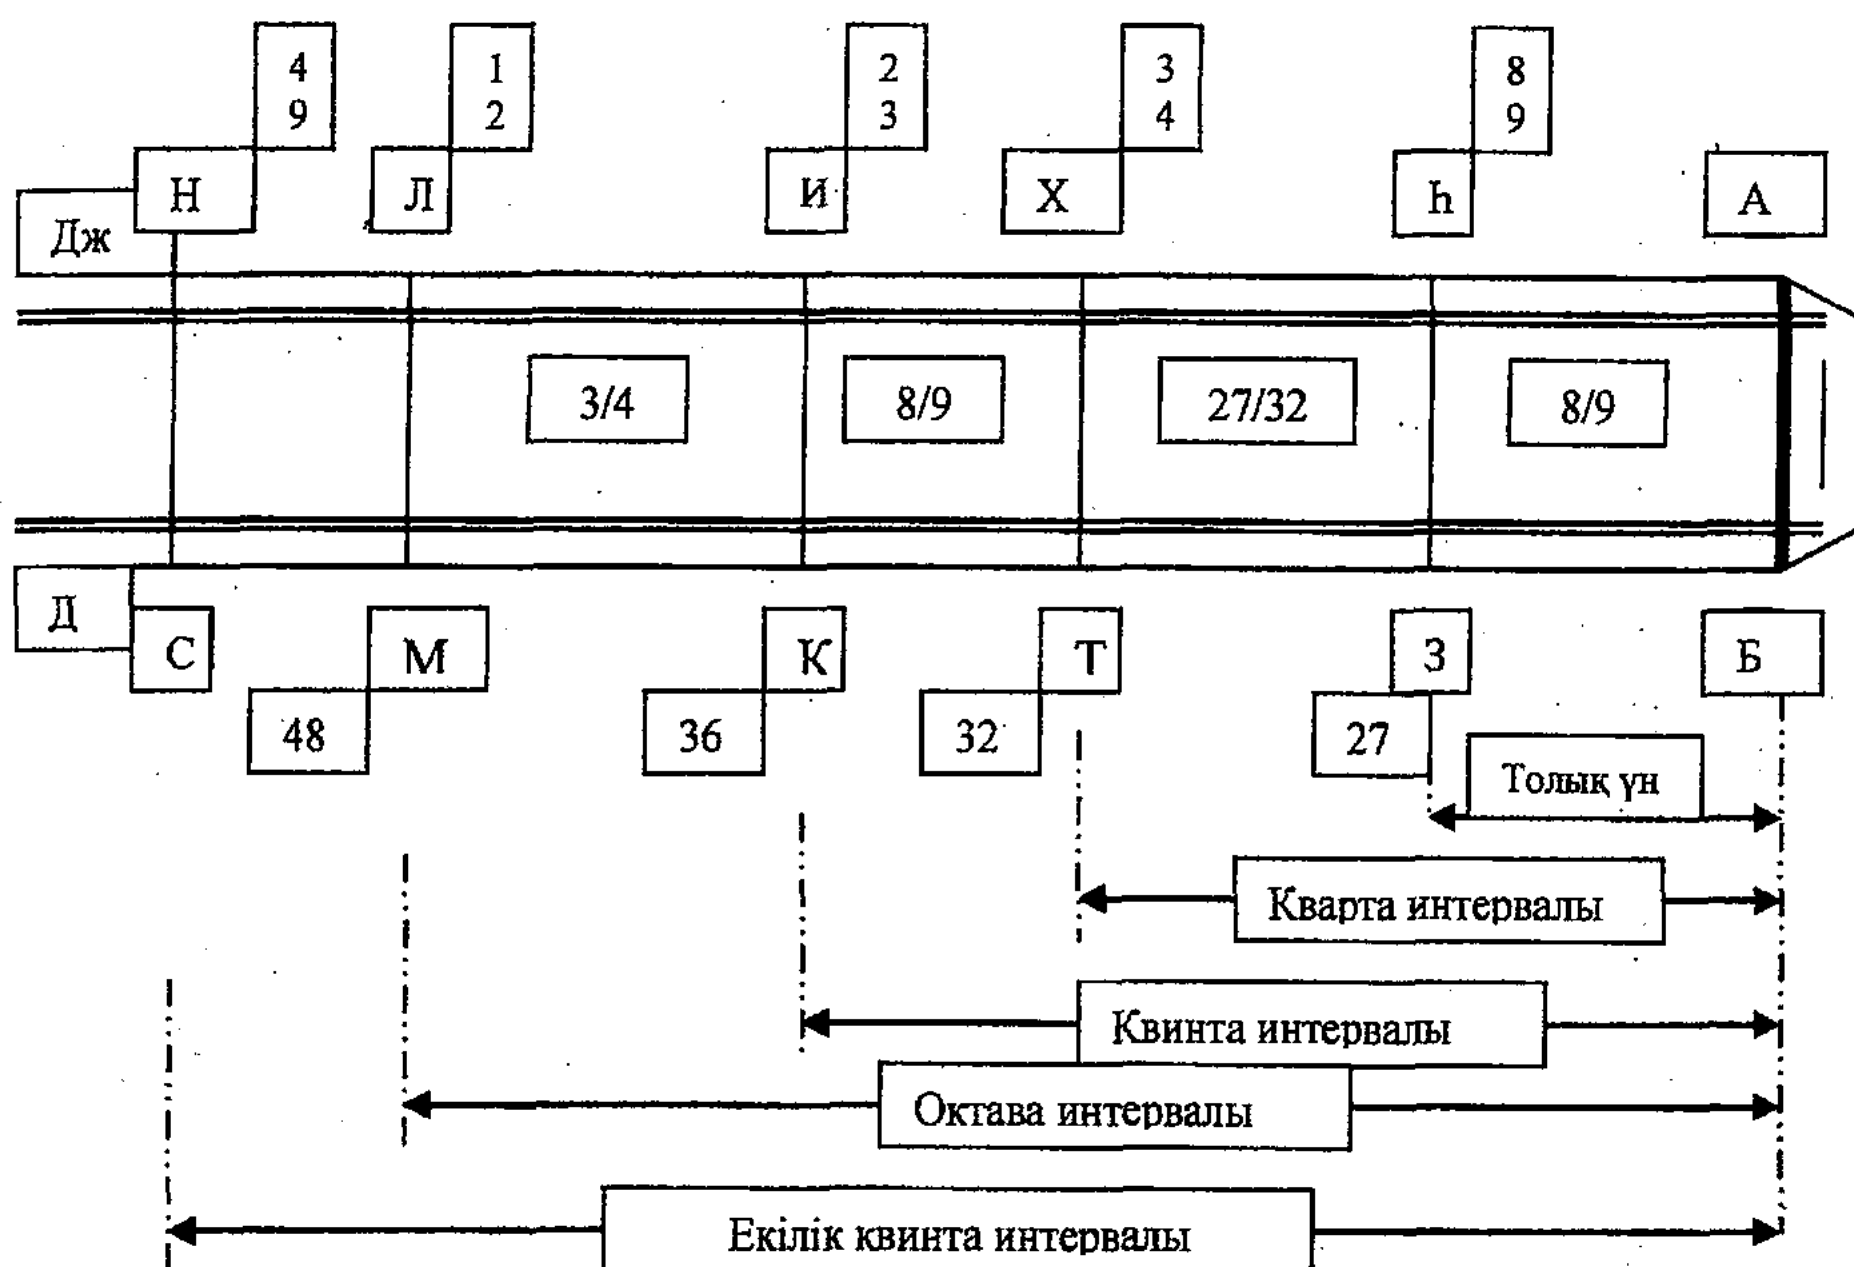 4 1 2 3 8
9 2 3 4 9
Н Л И Х һ А
Дж
3/4 8/9 27/32 8/9
Д С М К Т З Б
48 36 32 27
Толық үн
Кварта интервалы
Квинта интервалы
Октава интервалы
Екілік квинта интервалы